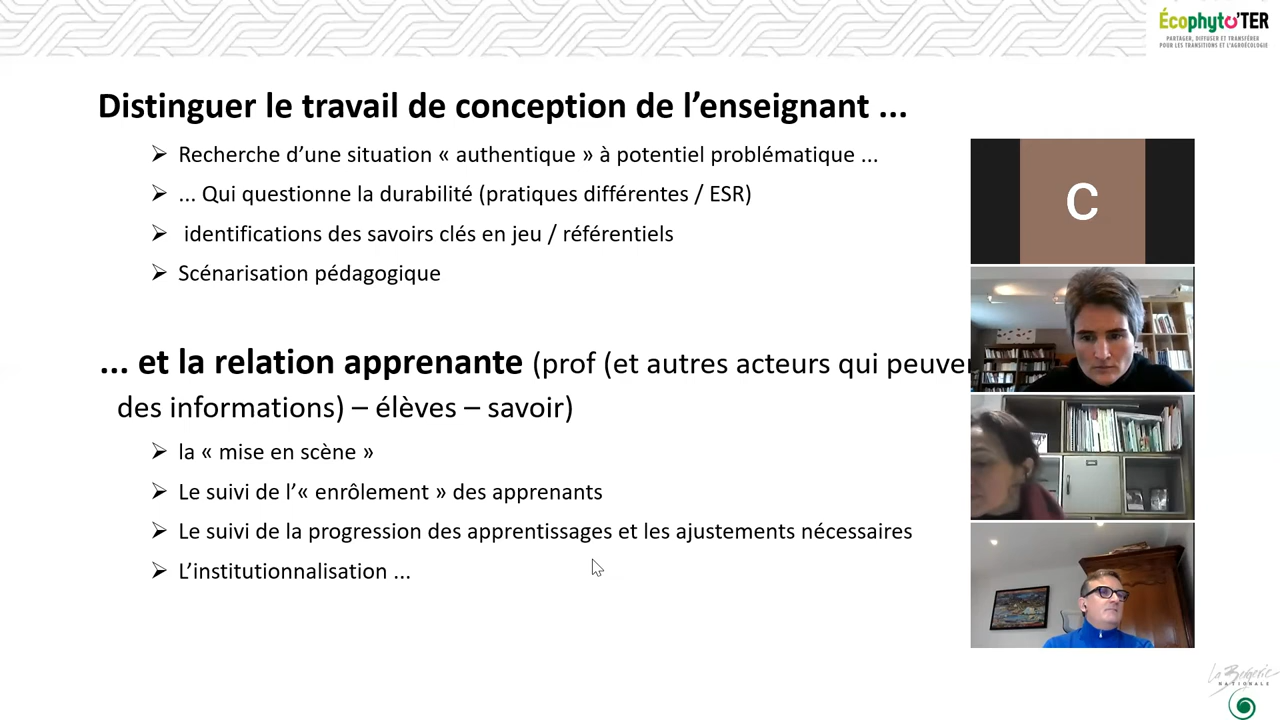 Écophyto'TER
PARTAGER, DIFFUSER ET TRANSFÉRER
POUR LES TRANSITIONS ET L'AGROÉCOLOGIE
Distinguer le travail de conception de l’enseignant ...
Recherche d’une situation « authentique » à potentiel problématique ...
... Qui questionne la durabilité (pratiques différentes / ESR)
identifications des savoirs clés en jeu / référentiels
Scénarisation pédagogique
C
... et la relation apprenante (prof (et autres acteurs qui
des informations) – élèves – savoir)
la « mise en scène »
Le suivi de l’« enrôlement » des apprenants
Le suivi de la progression des apprentissages et les ajustements nécessaires
L’institutionnalisation ...
La Bergerie
NATIONALE